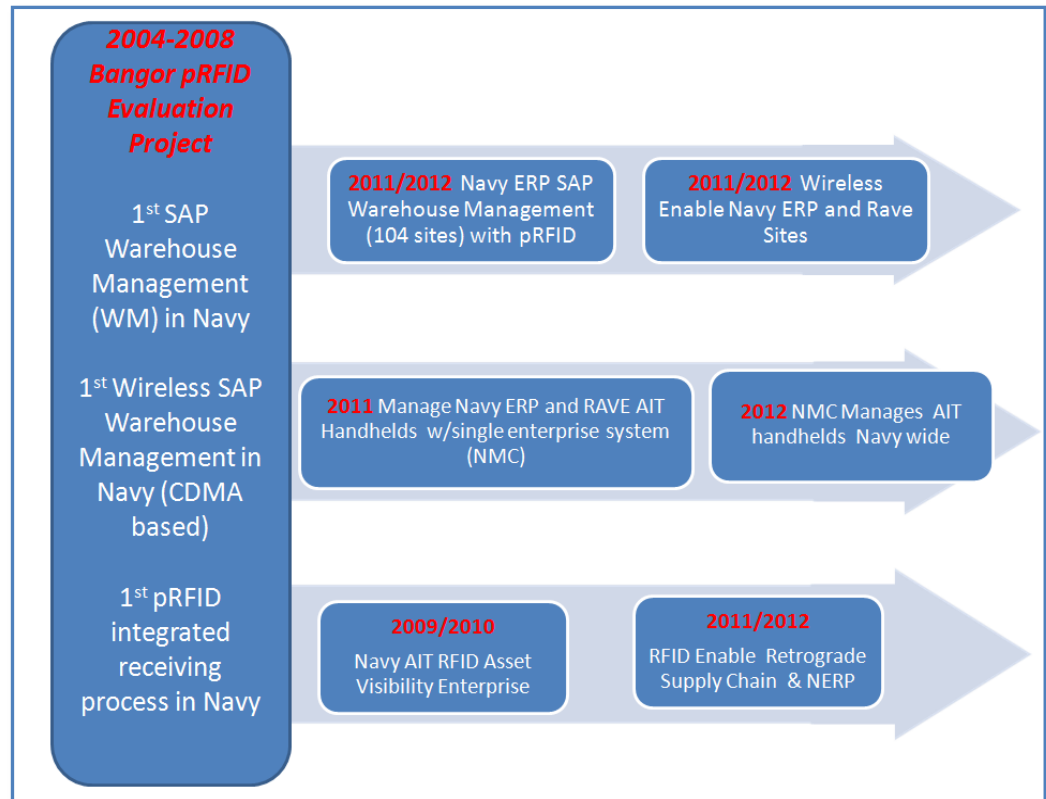 2004-2008
Bangor pRFID
Evaluation
Project
1st SAP
Warehouse
Management
(WM) in Navy
1st Wireless SAP
Warehouse
Management in
Navy (CDMA
based)
1st pRFID
integrated
receiving
process in Navy
2011/2012 Navy ERP SAP
Warehouse Management
(104 sites) with pRFID
2011/2012 Wireless
Enable Navy ERP and Rave
Sites
2011 Manage Navy ERP and RAVE AIT
Handhelds w/single enterprise system
(NMC)
2012 NMC Manages AIT
handhelds Navy wide
2009/2010
Navy AIT RFID Asset
Visibility Enterprise
2011/2012
RFID Enable Retrograde
Supply Chain & NERP